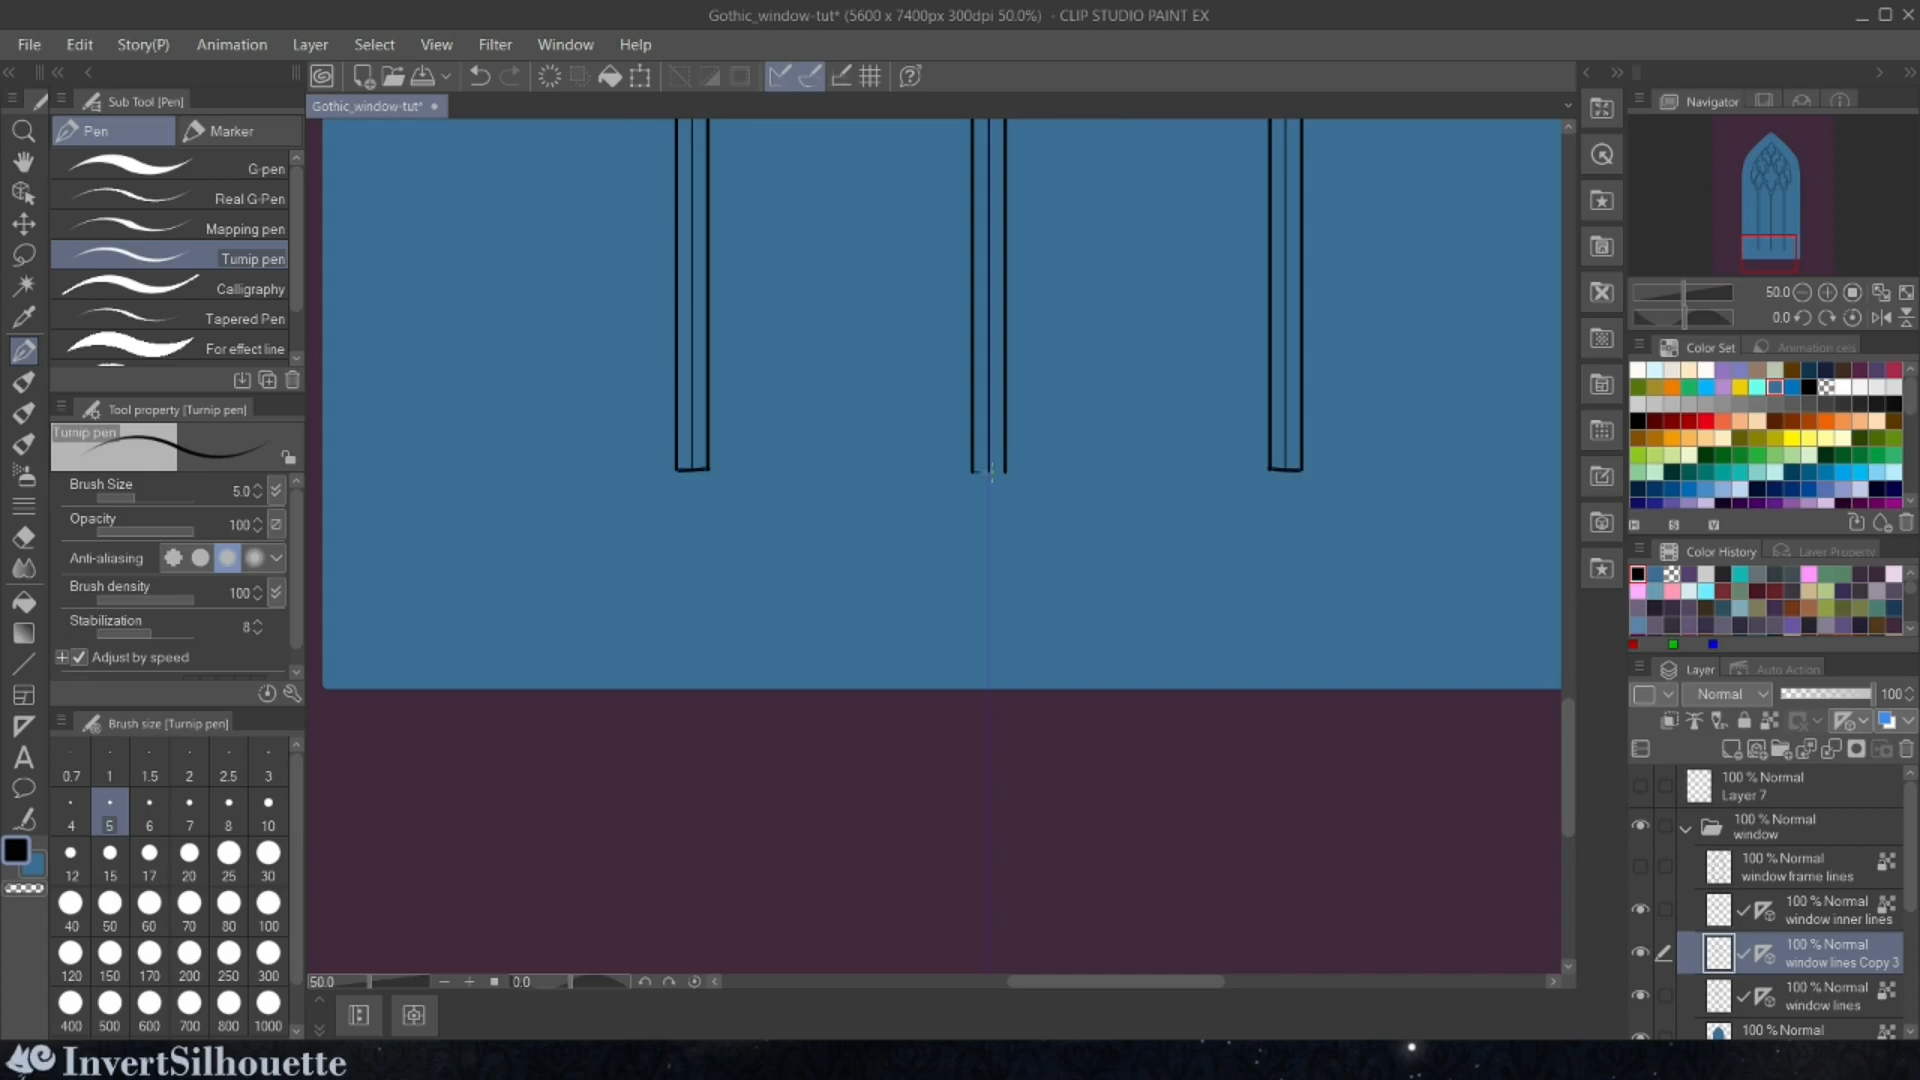 Gothic_window-tut* (5600 x 7400px 300dpi 50.0%) - CLIP STUDIO PAINT EX
File Edit Story(P) Animation Layer Select View Filter Window Help
Gothic_window-tut*
Sub Tool [Pen]
Pen Marker
G-pen
Real G-Pen
Mapping pen
Turnip pen
Calligraphy
Tapered Pen
For effect line
Tool property [Turnip pen]
Turnip pen
Brush Size 5.0
Opacity 100
Anti-aliasing
Brush density 100
Stabilization 8
Adjust by speed
Brush size [Turnip pen]
0.7 1 1.5 2 2.5 3
4 5 6 7 8 10
12 15 17 20 25 30
40 50 60 70 80 100
120 150 170 200 250 300
400 500 600 700 800 1000
50.0 0:0
Navigator
50.0
0.0
Color Set Animation cels
H S V
Color History Layer Property
Layer Auto Action
Normal 100
100 % Normal
Layer 7
100 % Normal
window
100 % Normal
window frame lines
100 % Normal
window inner lines
100 % Normal
window lines Copy 3
100 % Normal
window lines
100 % Normal
InvertSilhouette